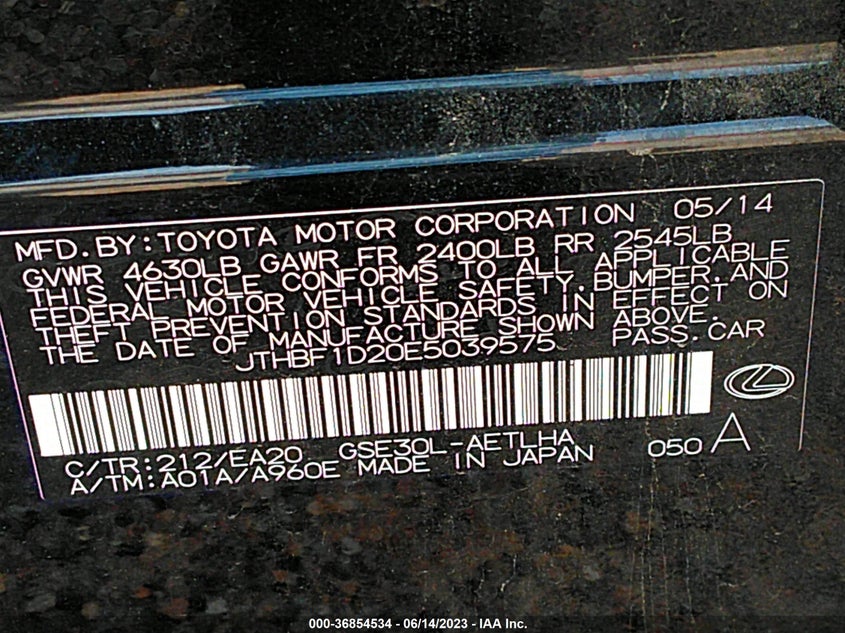 MFD.BY:TOYOTA MOTOR CORPORATION 05/14
GVWR 4630LB GAWR FR 2400LB RR 2545LB
THIS VEHICLE CONFORMS TO ALL APPLICABLE
FEDERAL MOTOR VEHICLE SAFETY,BUMPER,AND
THEFT PREVENTION STANDARDS IN EFFECT ON
THE DATE OF MANUFACTURE SHOWN ABOVE.
JTHBF1D20E5039575 PASS.CAR
C/TR:212/EA20 GSE30L-AETLHA
A/TM:A01A/A960E MADE IN JAPAN 050 A
000-36854534 - 06/14/2023 - IAA Inc.